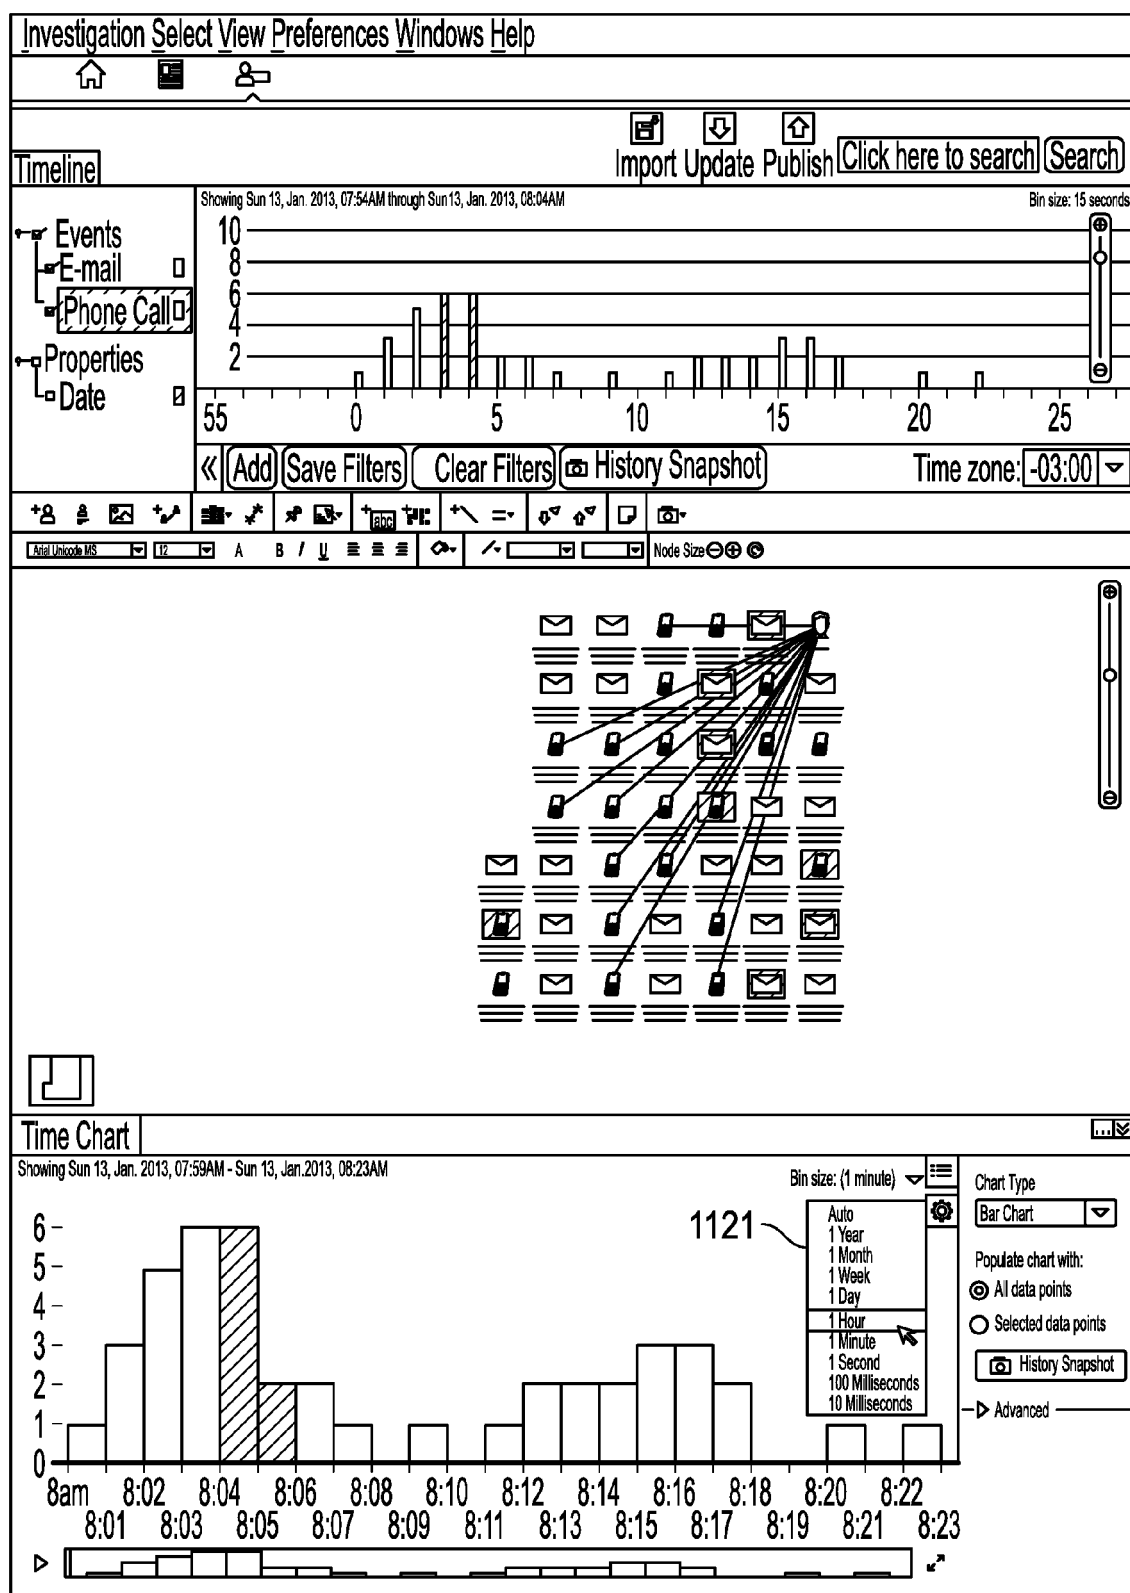 Investigation Select View Preferences Windows Help
Import Update Publish Click here to search Search
Timeline
Showing Sun 13, Jan. 2013, 07:54AM through Sun 13, Jan. 2013, 08:04AM
Bin size: 15 seconds
Events
E-mail
Phone Call
Properties
Date
10
8
6
4
2
55 0 5 10 15 20 25
Add Save Filters Clear Filters History Snapshot Time zone: -03:00
abc
Arial Unicode MS 12 A B I U Node Size
Time Chart
...
Showing Sun 13, Jan. 2013, 07:59AM - Sun 13, Jan.2013, 08:23AM
Bin size: (1 minute)
1121
Auto
1 Year
1 Month
1 Week
1 Day
1 Hour
1 Minute
1 Second
100 Milliseconds
10 Milliseconds
Chart Type
Bar Chart
Populate chart with:
All data points
Selected data points
History Snapshot
Advanced
6
5
4
3
2
1
0
8am 8:02 8:04 8:06 8:08 8:10 8:12 8:14 8:16 8:18 8:20 8:22
8:01 8:03 8:05 8:07 8:09 8:11 8:13 8:15 8:17 8:19 8:21 8:23